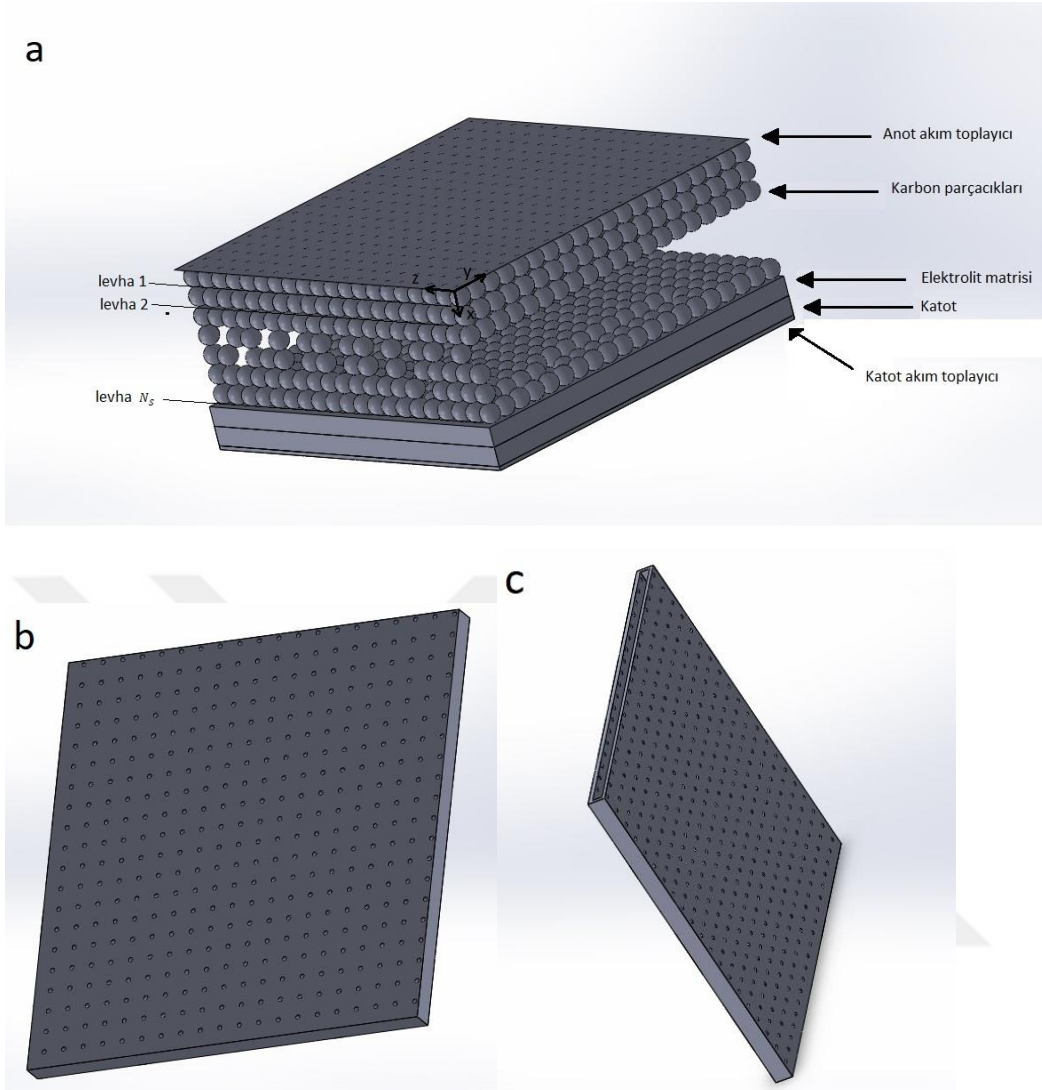 a
Anot akım toplayıcı
Karbon parçacıkları
levha 1
z
y
levha 2
x
Elektrolit matrisi
Katot
Katot akım toplayıcı
levha N_s
b
c